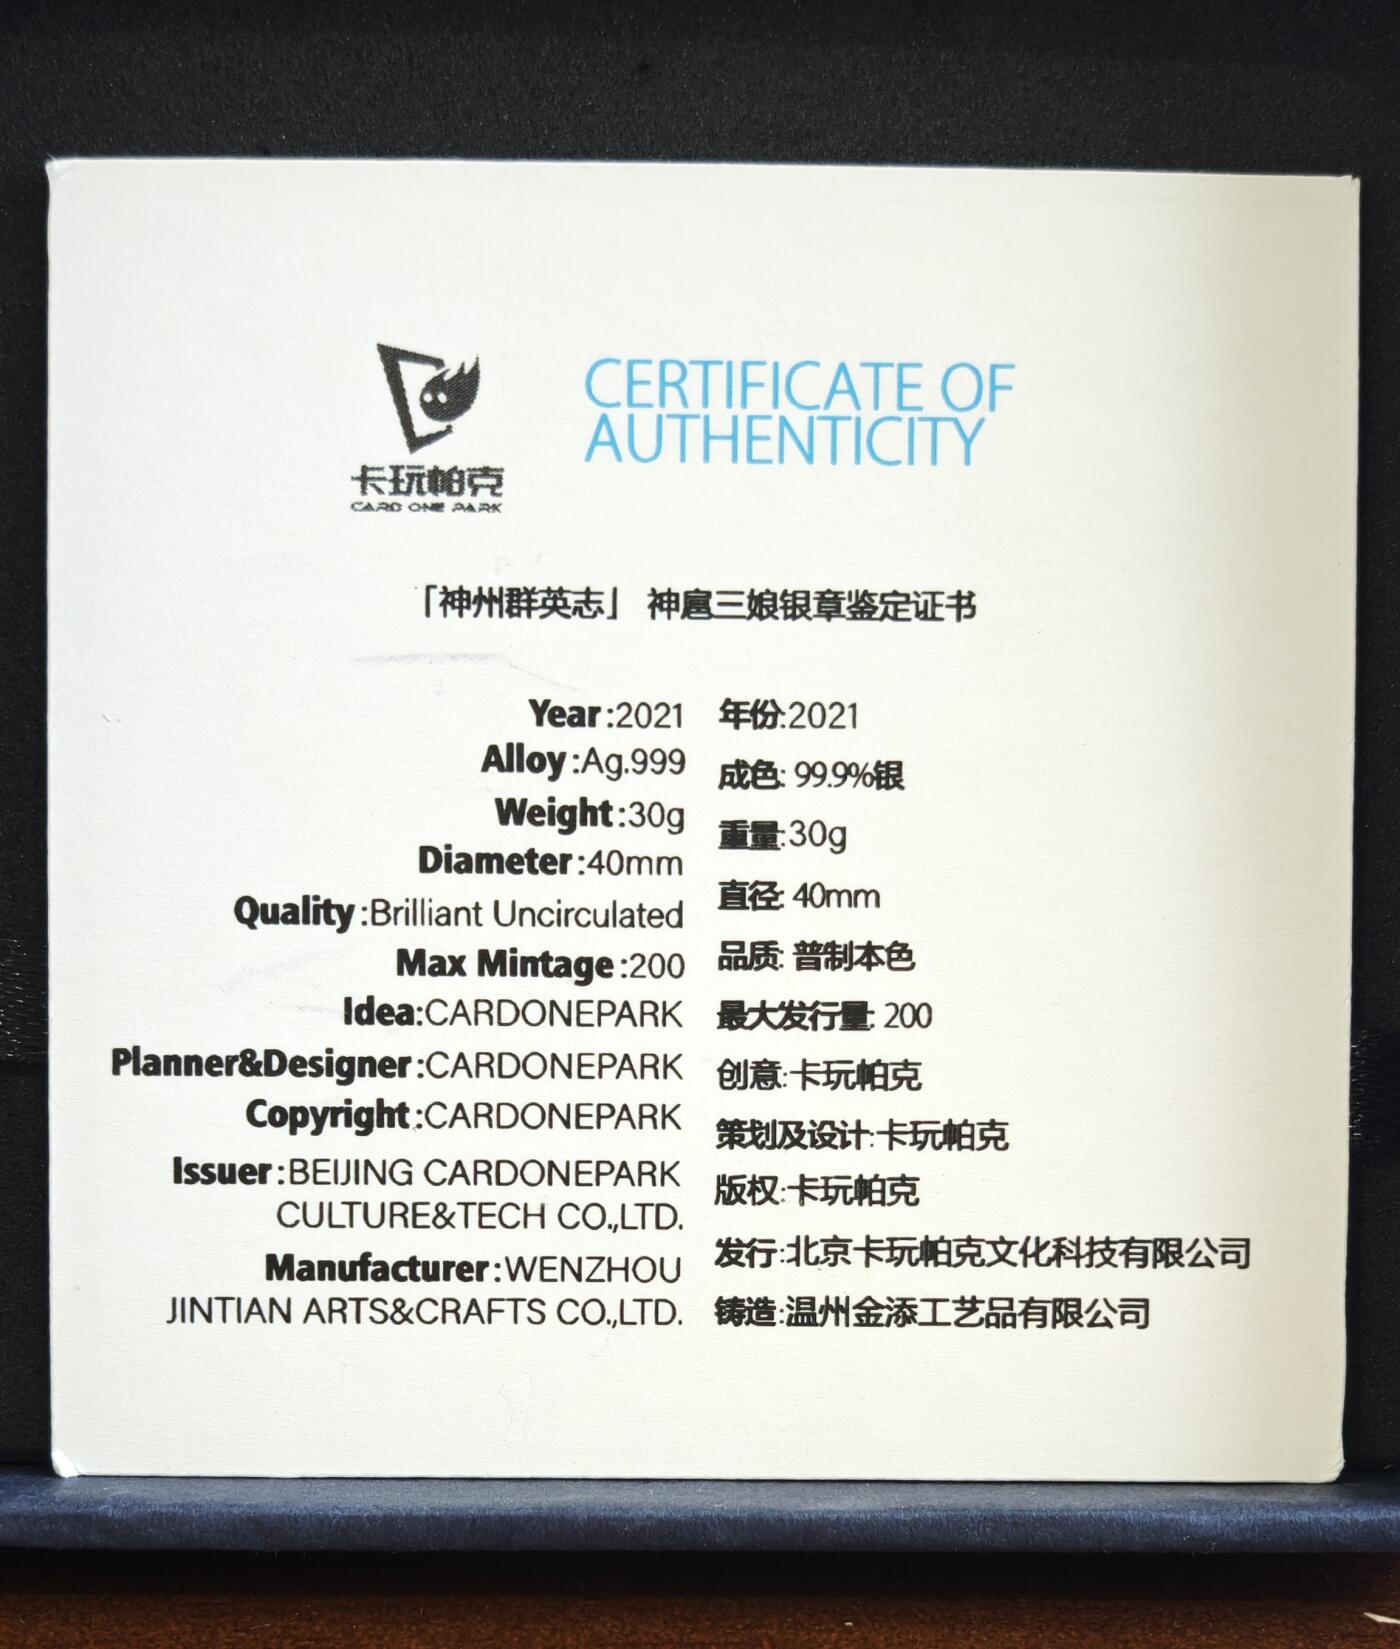 卡玩帕克
CARD ONE PARK
CERTIFICATE OF
AUTHENTICITY
「神州群英志」 神扈三娘银章鉴定证书
Year:2021
Alloy:Ag.999
Weight:30g
Diameter:40mm
Quality:Brilliant Uncirculated
Max Mintage:200
Idea:CARDONEPARK
Planner&Designer:CARDONEPARK
Copyright:CARDONEPARK
Issuer:BEIJING CARDONEPARK
CULTURE&TECH CO.,LTD.
Manufacturer:WENZHOU
JINTIAN ARTS&CRAFTS CO.,LTD.
年份:2021
成色: 99.9%银
重量:30g
直径: 40mm
品质: 普制本色
最大发行量: 200
创意:卡玩帕克
策划及设计:卡玩帕克
版权:卡玩帕克
发行:北京卡玩帕克文化科技有限公司
铸造:温州金添工艺品有限公司